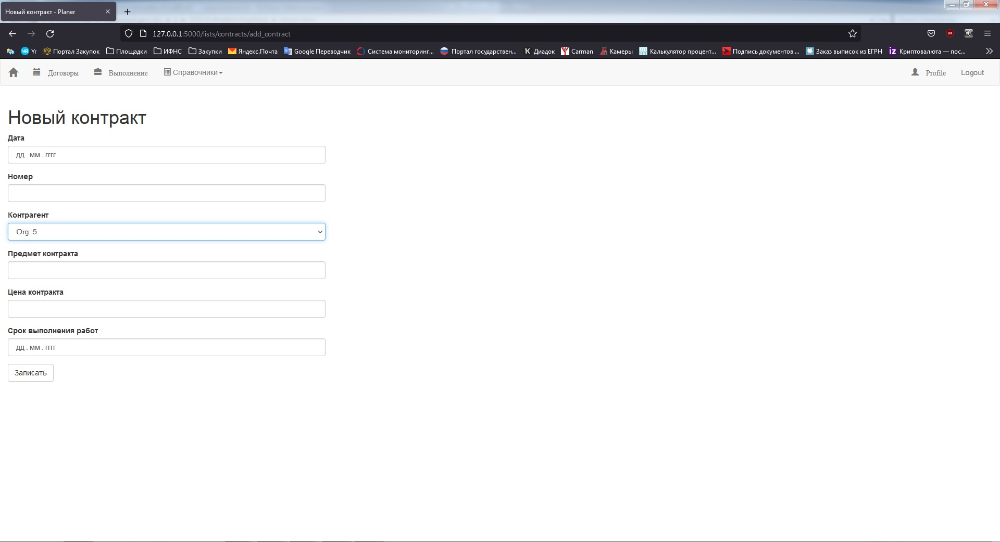 Новый контракт - Planer
127.0.0.1:5000/lists/contracts/add_contract
Yr Портал Закупок Площадки ИФНС Закупки Яндекс.Почта Google Переводчик Система мониторинг... Портал государствен... Диадок Carman Камеры Калькулятор процент... Подпись документов ... Заказ выписок из ЕГРН Криптовалюта — пос...
Договоры Выполнение Справочники Profile Logout
Новый контракт
Дата
дд . мм . гггг
Номер
Контрагент
Org. 5
Предмет контракта
Цена контракта
Срок выполнения работ
дд . мм . гггг
Записать